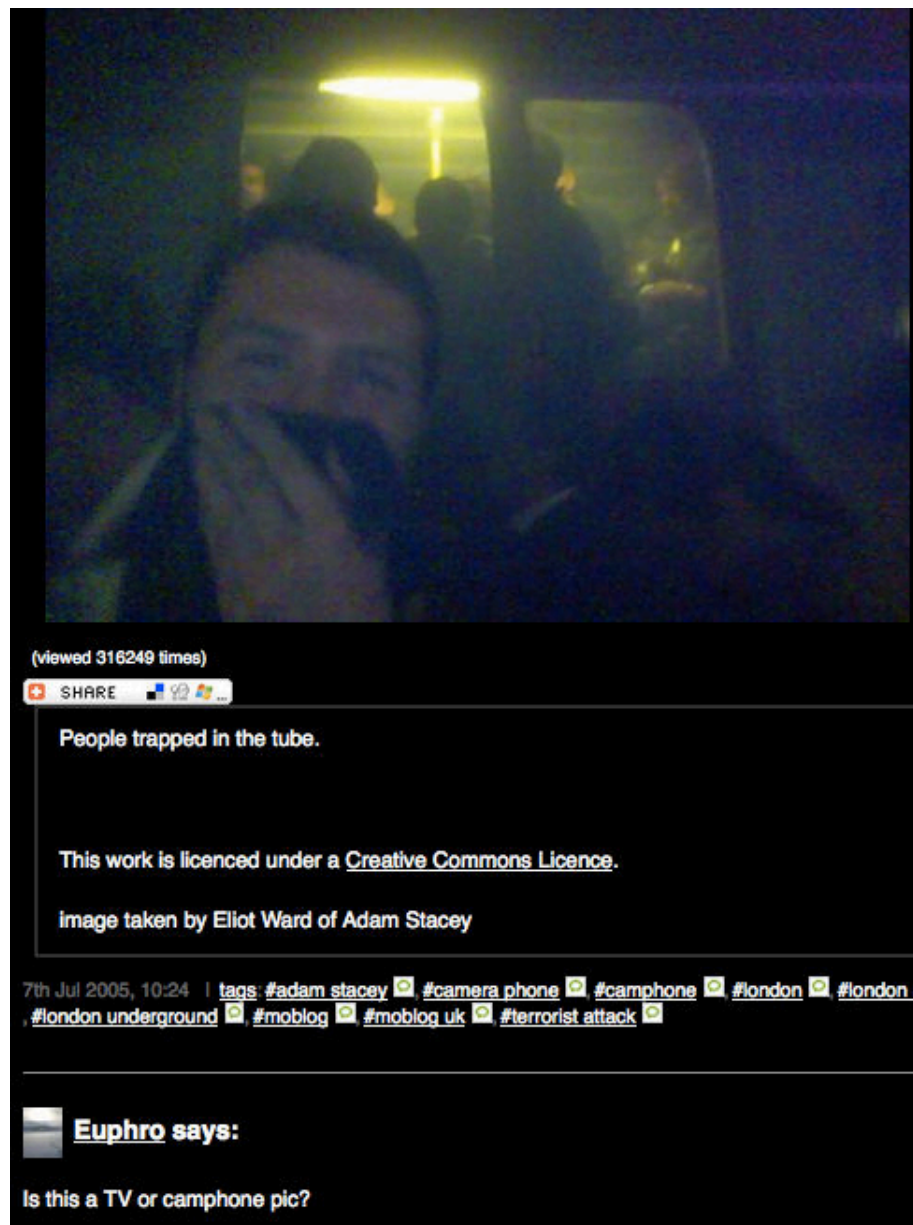 (viewed 316249 times)
SHARE
People trapped in the tube.
This work is licenced under a Creative Commons Licence.
image taken by Eliot Ward of Adam Stacey
7th Jul 2005, 10:24 | tags: #adam stacey , #camera phone , #camphone , #london , #london
, #london underground , #moblog , #moblog uk , #terrorist attack
Euphro says:
Is this a TV or camphone pic?